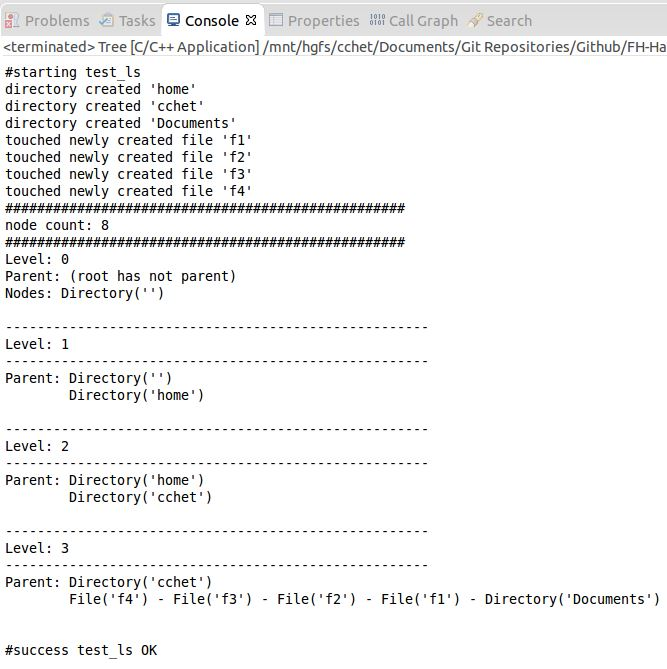 Problems Tasks Console Properties Call Graph Search
<terminated> Tree [C/C++ Application] /mnt/hgfs/cchet/Documents/Git Repositories/Github/FH-Ha
#starting test_ls
directory created 'home'
directory created 'cchet'
directory created 'Documents'
touched newly created file 'f1'
touched newly created file 'f2'
touched newly created file 'f3'
touched newly created file 'f4'
##################################################
node count: 8
##################################################
Level: 0
Parent: (root has not parent)
Nodes: Directory('')
-----------------------------------------------------
Level: 1
-----------------------------------------------------
Parent: Directory('')
Directory('home')
-----------------------------------------------------
Level: 2
-----------------------------------------------------
Parent: Directory('home')
Directory('cchet')
-----------------------------------------------------
Level: 3
-----------------------------------------------------
Parent: Directory('cchet')
File('f4') - File('f3') - File('f2') - File('f1') - Directory('Documents')
#success test_ls OK